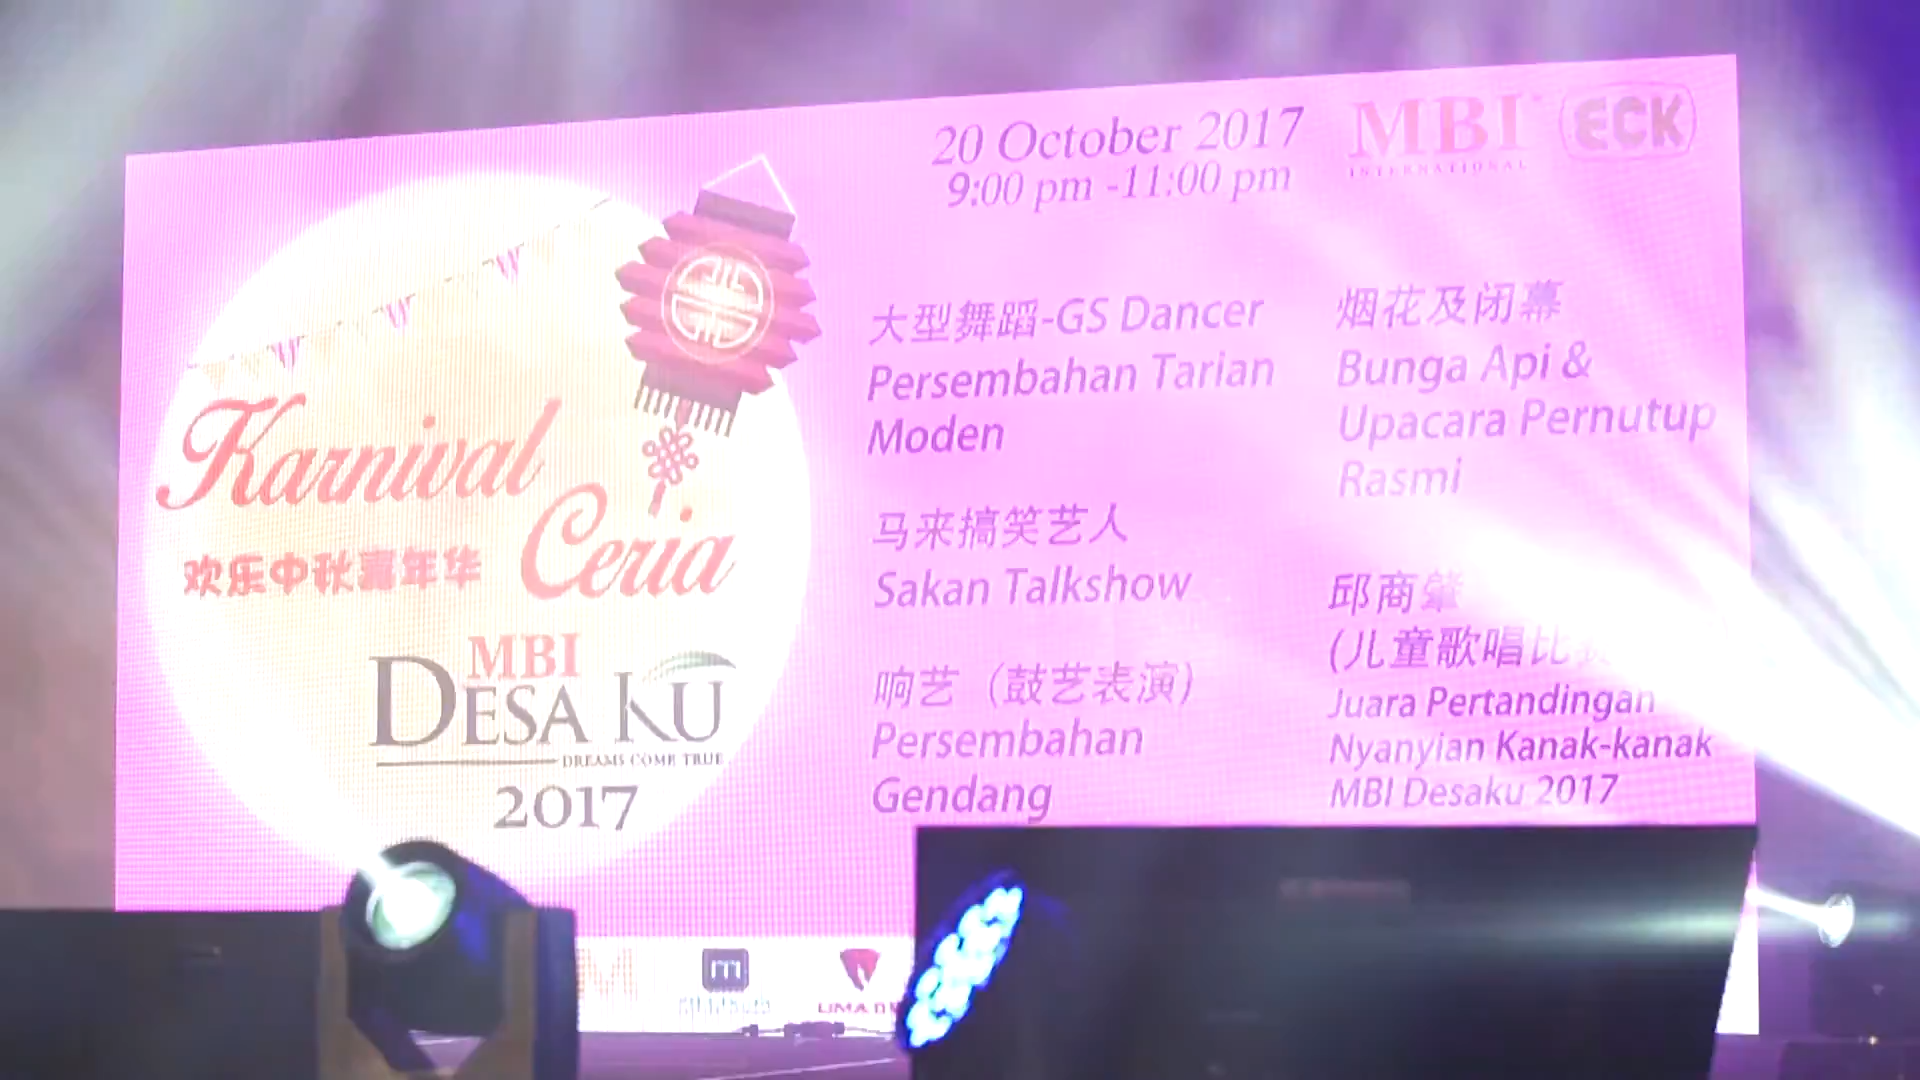 20 October 2017
9:00 pm -11:00 pm
MBI
INTERNATIONAL
ECK
Karnival
Ceria
欢乐中秋嘉年华
MBI
DESA KU
DREAMS COME TRUE
2017
大型舞蹈-GS Dancer
Persembahan Tarian
Moden
马来搞笑艺人
Sakan Talkshow
响艺（鼓艺表演）
Persembahan
Gendang
烟花及闭幕
Bunga Api &
Upacara Pernutup
Rasmi
邱商肇
(儿童歌唱比赛
Juara Pertandingan
Nyanyian Kanak-kanak
MBI Desaku 2017
M
m
LIMA